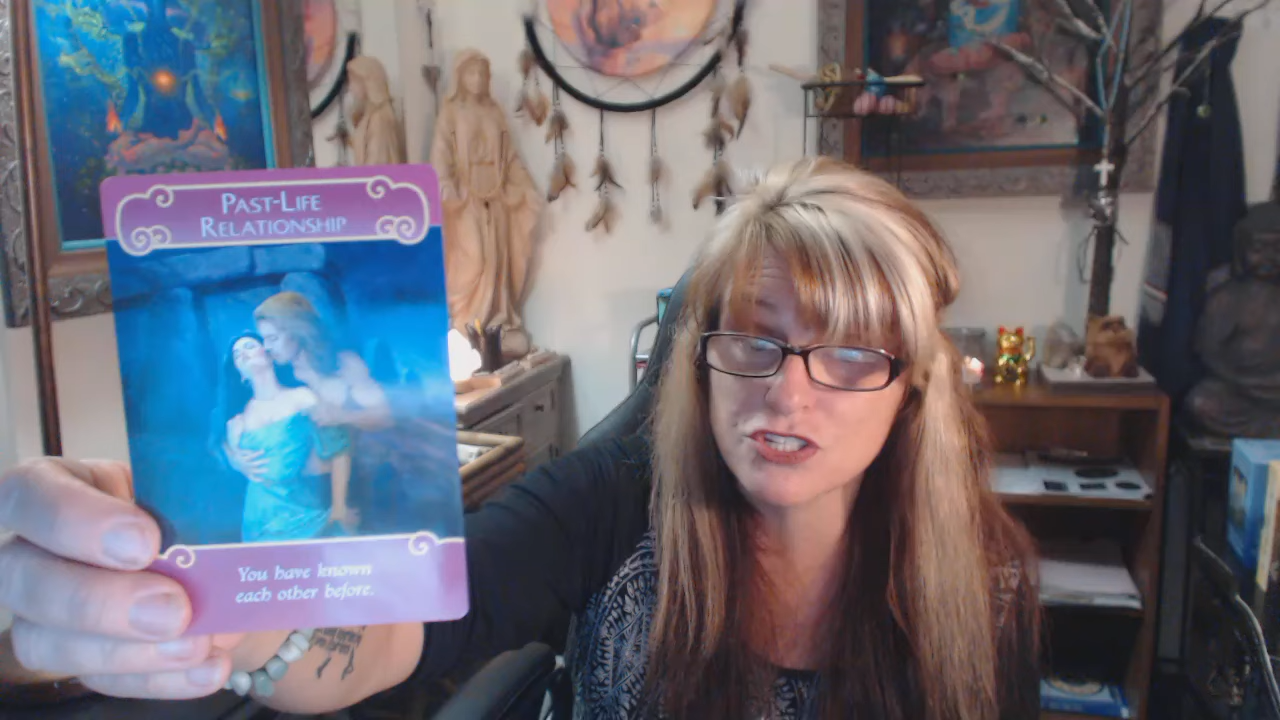 PAST-LIFE
RELATIONSHIP
You have known
each other before.